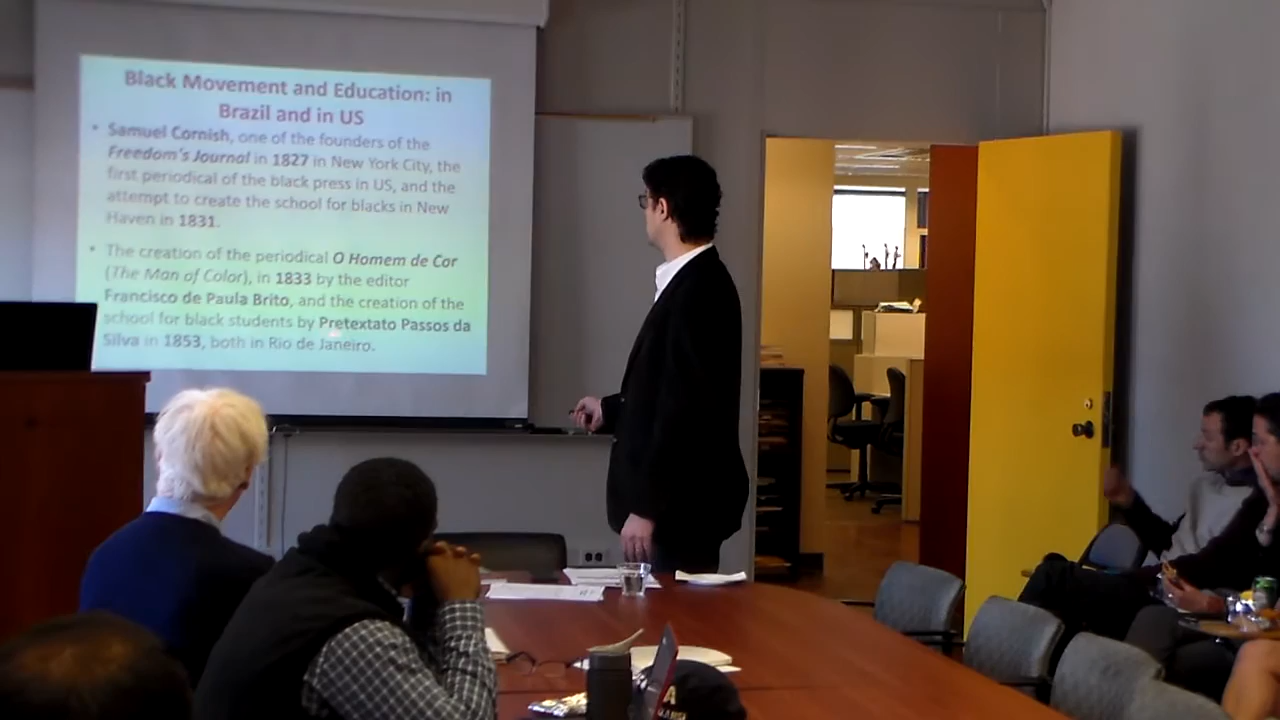 Black Movement and Education: in
Brazil and in US
• Samuel Cornish, one of the founders of the
Freedom's Journal in 1827 in New York City, the
first periodical of the black press in US, and the
attempt to create the school for blacks in New
Haven in 1831.
• The creation of the periodical O Homem de Cor
(The Man of Color), in 1833 by the editor
Francisco de Paula Brito, and the creation of the
school for black students by Pretextato Passos da
Silva in 1853, both in Rio de Janeiro.